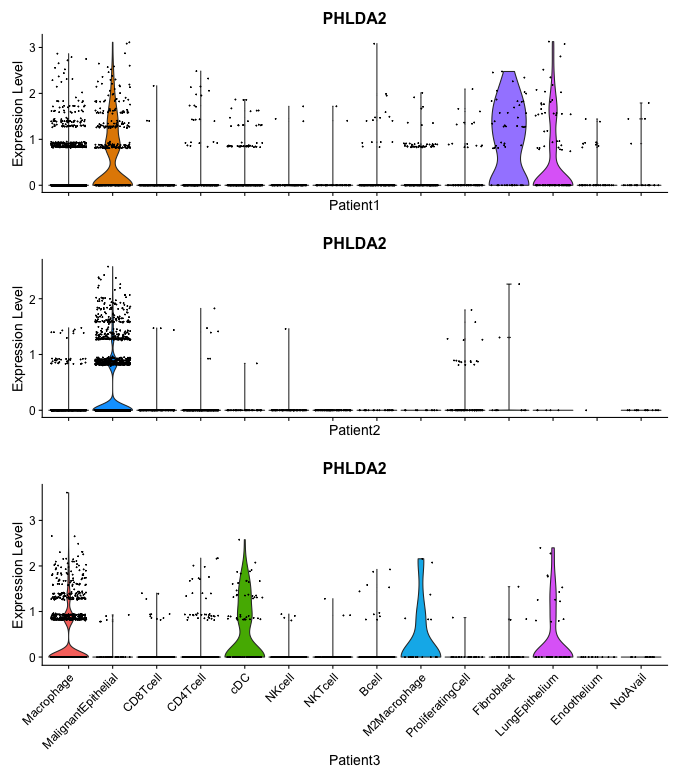 PHLDA2
Expression Level
3
2
1
0
Patient1
PHLDA2
Expression Level
2
1
0
Patient2
PHLDA2
Expression Level
3
2
1
0
Macrophage
MalignantEpithelial
CD8Tcell
CD4Tcell
cDC
NKcell
NKTcell
Bcell
M2Macrophage
ProliferatingCell
Fibroblast
LungEpithelium
Endothelium
NotAvail
Patient3